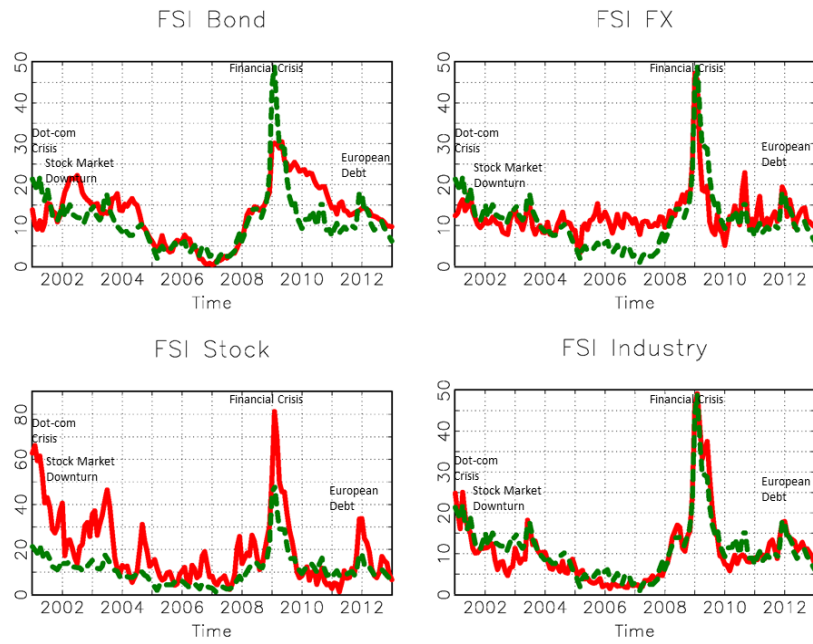 FSI Bond
50
40
30
20
10
0
Financial Crisis
Dot-com
Crisis
Stock Market
Downturn
European
Debt
2002 2004 2006 2008 2010 2012
Time
FSI FX
50
40
30
20
10
0
Financial Crisis
Dot-com
Crisis
Stock Market
Downturn
European
Debt
2002 2004 2006 2008 2010 2012
Time
FSI Stock
80
60
40
20
0
Financial Crisis
Dot-com
Crisis
Stock Market
Downturn
European
Debt
2002 2004 2006 2008 2010 2012
Time
FSI Industry
50
40
30
20
10
0
Financial Crisis
Dot-com
Crisis
Stock Market
Downturn
European
Debt
2002 2004 2006 2008 2010 2012
Time